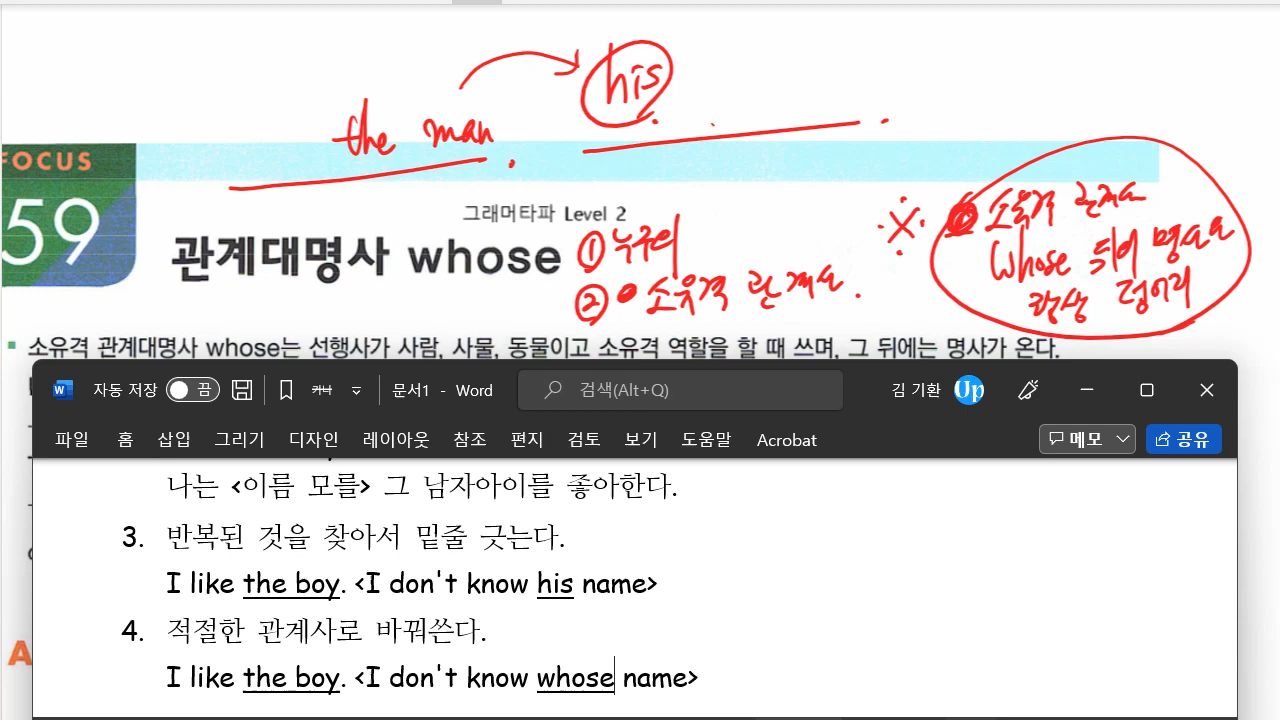 his
the man
FOCUS
59
그래머타파 Level 2
관계대명사 whose
① 누구의
② 소유격 관계사
※ 소유격 관계사
whose 뒤에 명사
항상 덩어리
소유격 관계대명사 whose는 선행사가 사람, 사물, 동물이고 소유격 역할을 할 때 쓰며, 그 뒤에는 명사가 온다.
자동 저장 끔 가나 문서1 - Word 검색(Alt+Q) 김 기환 Up
파일 홈 삽입 그리기 디자인 레이아웃 참조 편지 검토 보기 도움말 Acrobat 메모 공유
나는 <이름 모를> 그 남자아이를 좋아한다.
3. 반복된 것을 찾아서 밑줄 긋는다.
I like the boy. <I don't know his name>
4. 적절한 관계사로 바꿔쓴다.
I like the boy. <I don't know whose name>
A